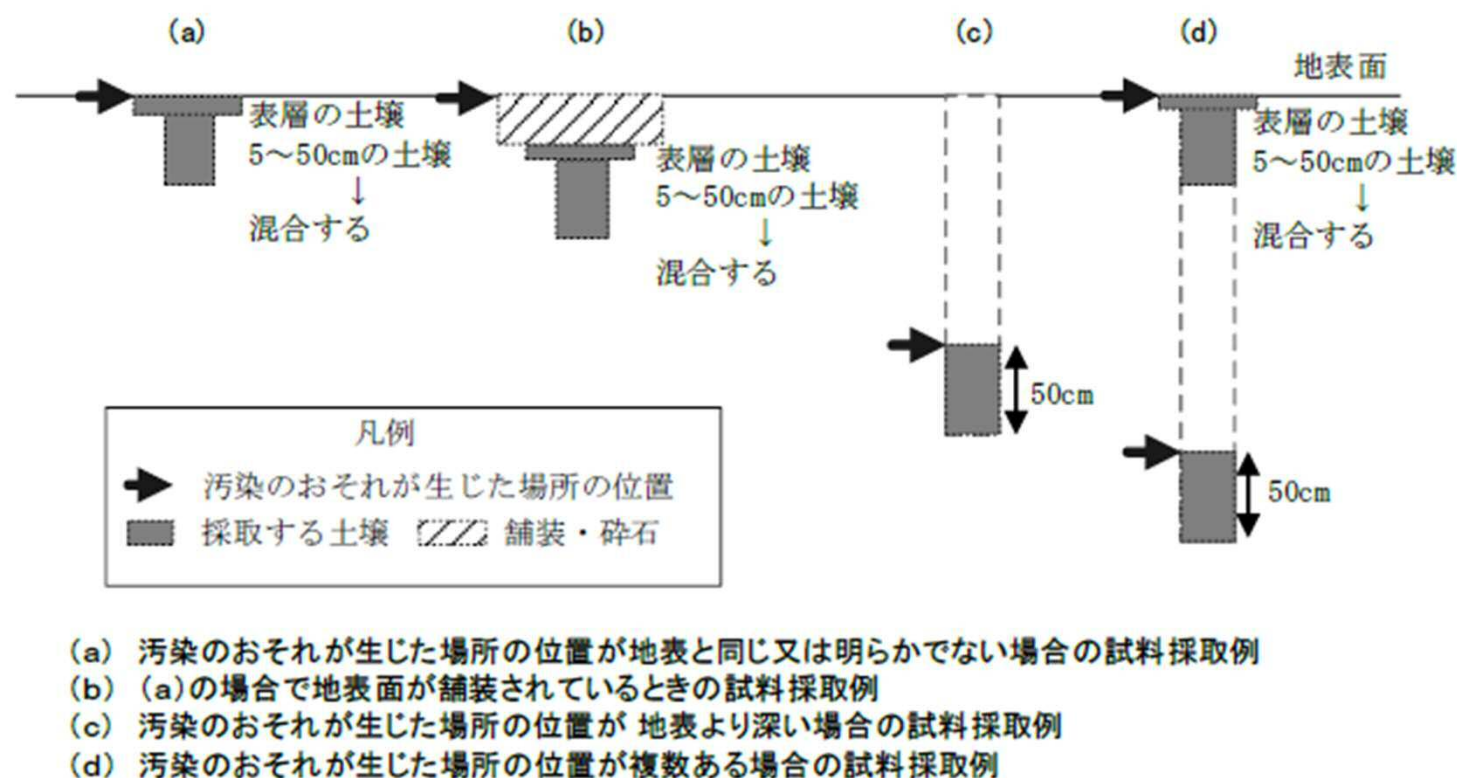 (a)
(b)
(c)
(d)
地表面
表層の土壌
5～50cmの土壌
↓
混合する
表層の土壌
5～50cmの土壌
↓
混合する
50cm
表層の土壌
5～50cmの土壌
↓
混合する
50cm
凡例
汚染のおそれが生じた場所の位置
採取する土壌 舗装・砕石
(a) 汚染のおそれが生じた場所の位置が地表と同じ又は明らかでない場合の試料採取例
(b) (a)の場合で地表面が舗装されているときの試料採取例
(c) 汚染のおそれが生じた場所の位置が 地表より深い場合の試料採取例
(d) 汚染のおそれが生じた場所の位置が複数ある場合の試料採取例